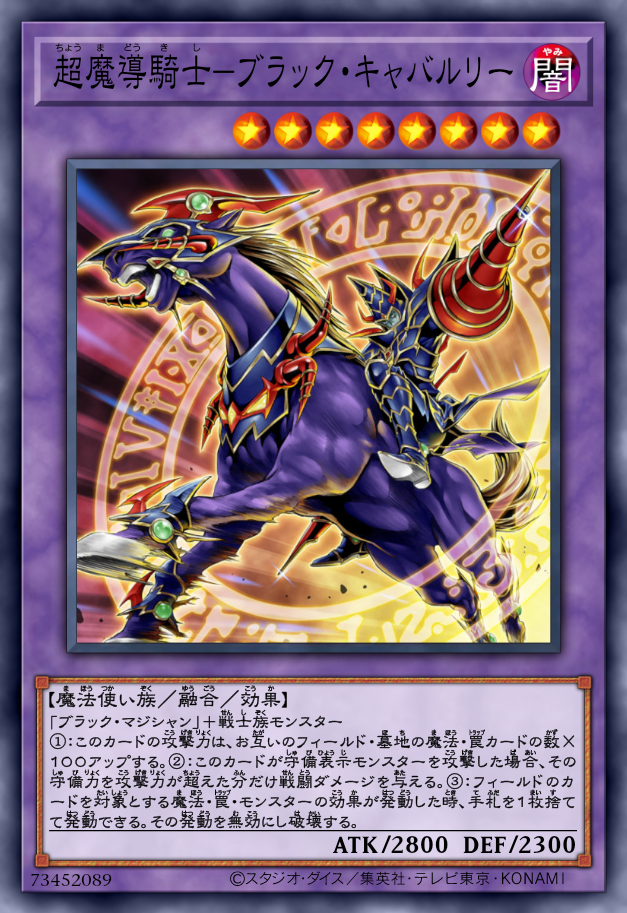 超魔導騎士－ブラック・キャバルリー
闇
【魔法使い族／融合／効果】
「ブラック・マジシャン」＋戦士族モンスター
①：このカードの攻撃力は、お互いのフィールド・墓地の魔法・罠カードの数×
１００アップする。②：このカードが守備表示モンスターを攻撃した場合、その
守備力を攻撃力が超えた分だけ戦闘ダメージを与える。③：フィールドのカ
ードを対象とする魔法・罠・モンスターの効果が発動した時、手札を１枚捨て
て発動できる。その発動を無効にし破壊する。
ATK/2800 DEF/2300
73452089
©スタジオ・ダイス／集英社・テレビ東京・KONAMI